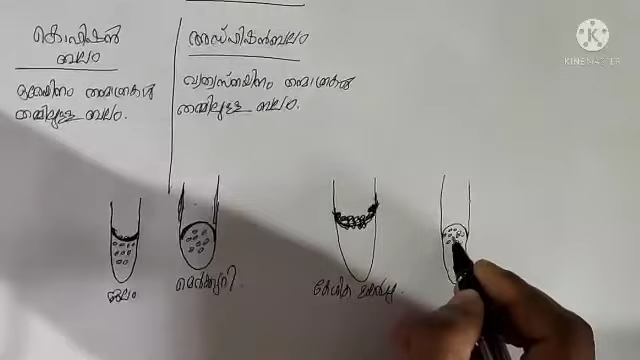 കൊഹിഷൻ
ബലം
ഒരേയിനം തന്മാത്രകൾ
തമ്മിലുള്ള ബലം.
അഡ്ഹിഷൻബലം
വ്യത്യസ്തയിനം തന്മാത്രകൾ
തമ്മിലുള്ള ബലം.
ജലം
മെർക്കുറി.
കേശിക
KINEMASTER